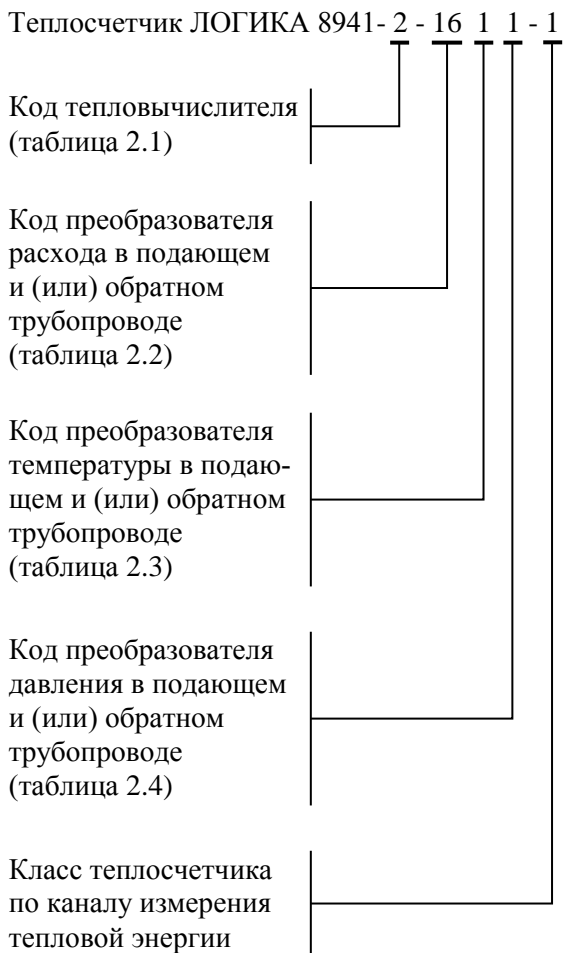 Теплосчетчик ЛОГИКА 8941- 2 - 16 1 1 - 1
Код тепловычислителя
(таблица 2.1)
Код преобразователя
расхода в подающем
и (или) обратном
трубопроводе
(таблица 2.2)
Код преобразователя
температуры в подаю-
щем и (или) обратном
трубопроводе
(таблица 2.3)
Код преобразователя
давления в подающем
и (или) обратном
трубопроводе
(таблица 2.4)
Класс теплосчетчика
по каналу измерения
тепловой энергии